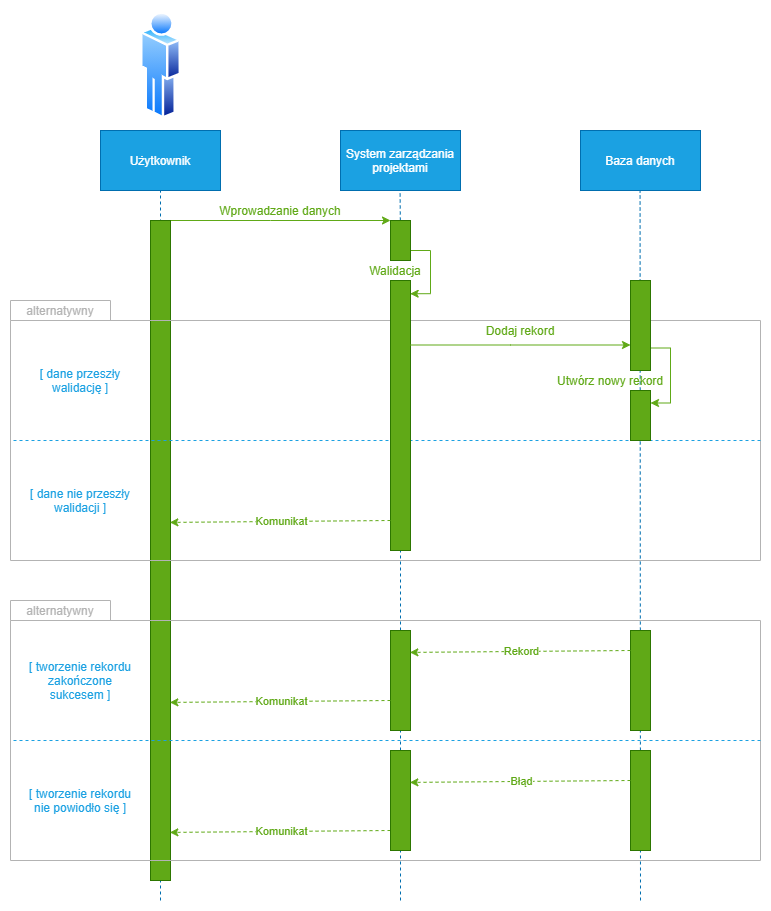 Użytkownik
System zarządzania
projektami
Baza danych
Wprowadzanie danych
Walidacja
alternatywny
Dodaj rekord
[ dane przeszły
walidację ]
Utwórz nowy rekord
[ dane nie przeszły
walidacji ]
Komunikat
alternatywny
Rekord
[ tworzenie rekordu
zakończone
sukcesem ]
Komunikat
Błąd
[ tworzenie rekordu
nie powiodło się ]
Komunikat